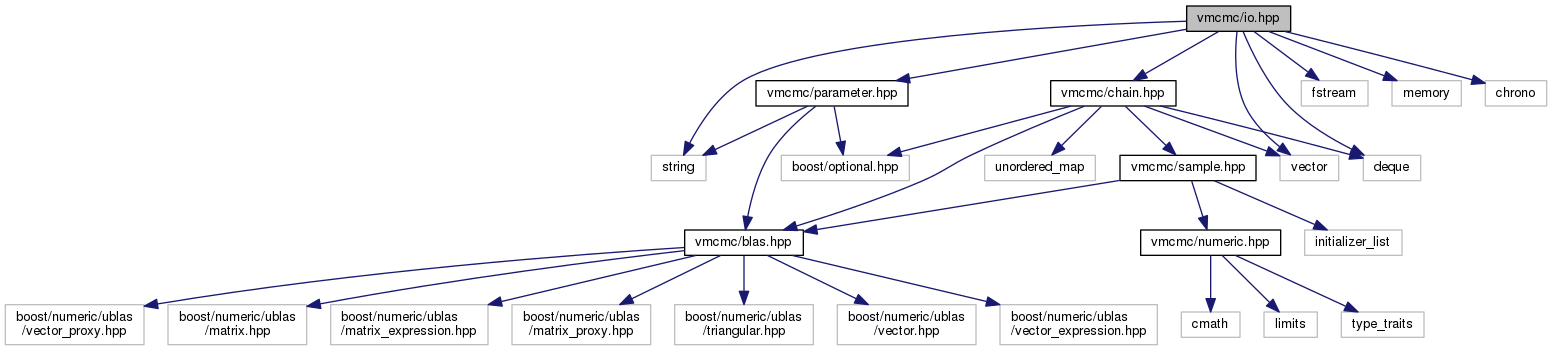 vmcmc/io.hpp
vmcmc/parameter.hpp
vmcmc/chain.hpp
fstream
memory
chrono
string
boost/optional.hpp
unordered_map
vmcmc/sample.hpp
vector
deque
vmcmc/blas.hpp
vmcmc/numeric.hpp
initializer_list
boost/numeric/ublas
/vector_proxy.hpp
boost/numeric/ublas
/matrix.hpp
boost/numeric/ublas
/matrix_expression.hpp
boost/numeric/ublas
/matrix_proxy.hpp
boost/numeric/ublas
/triangular.hpp
boost/numeric/ublas
/vector.hpp
boost/numeric/ublas
/vector_expression.hpp
cmath
limits
type_traits